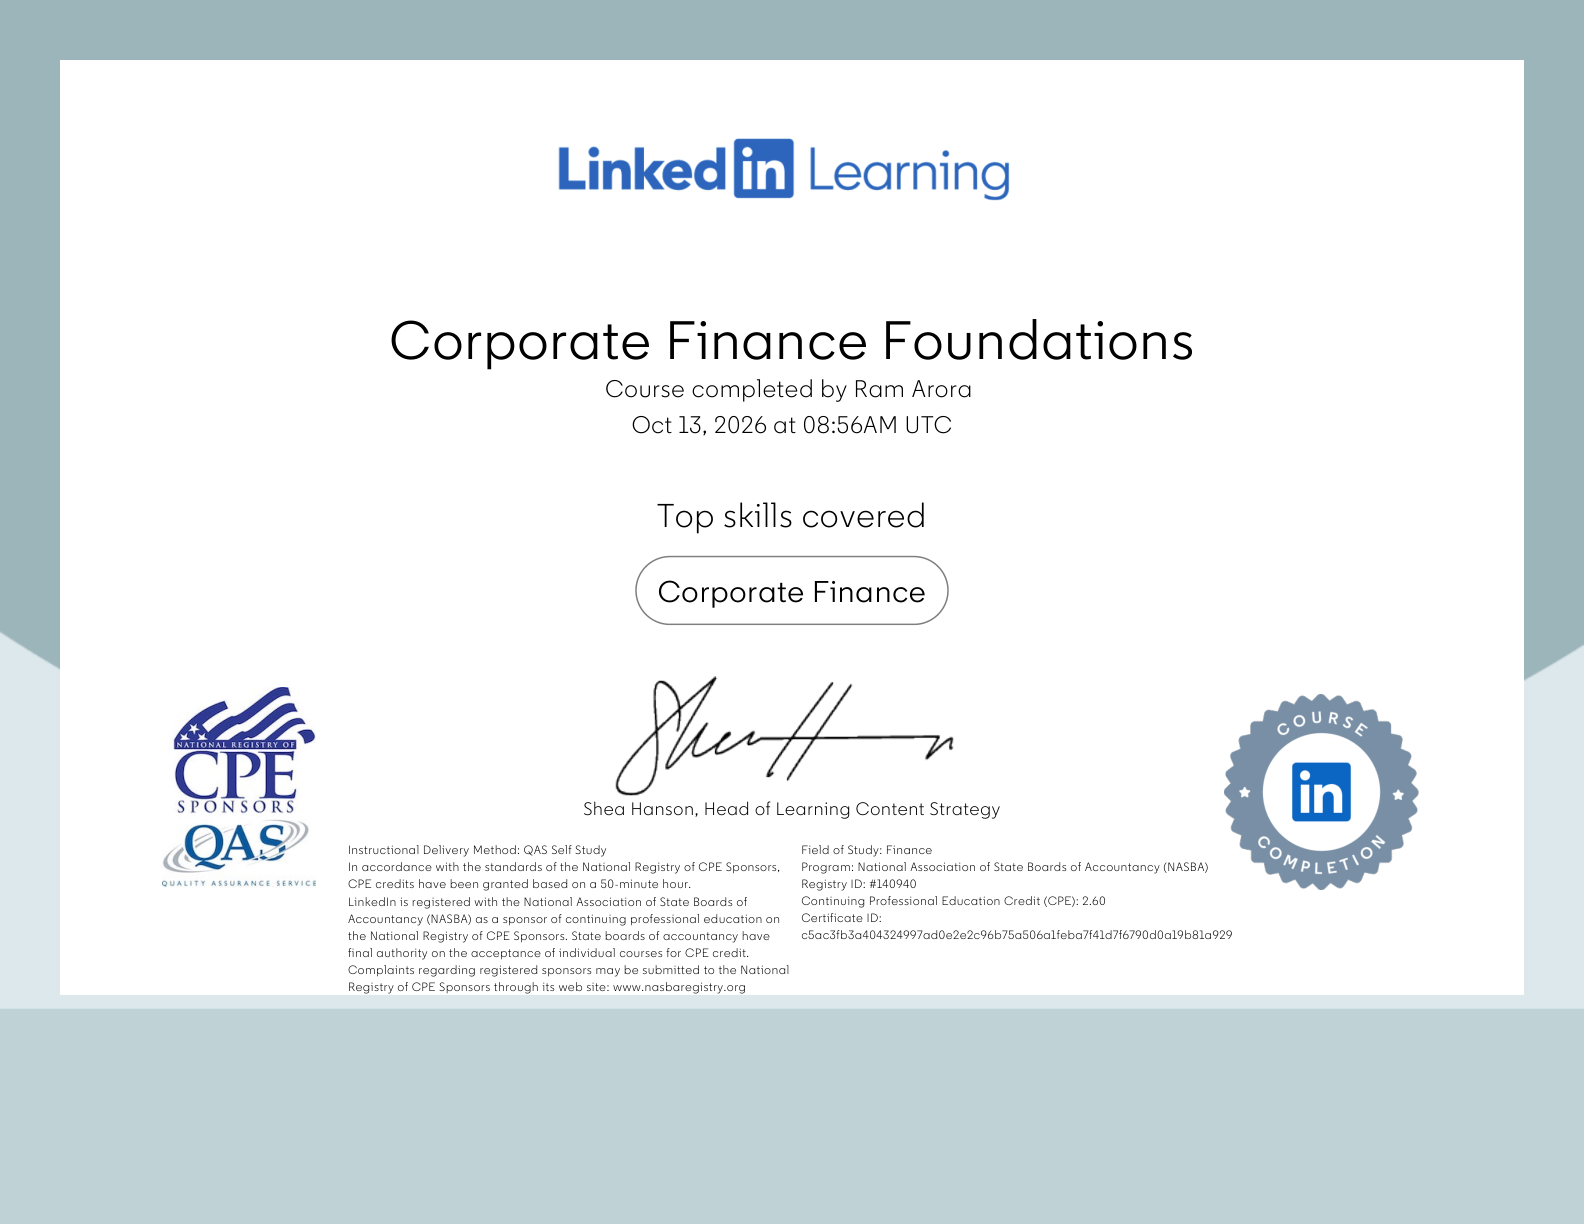 LinkedIn Learning
Corporate Finance Foundations
Course completed by Ram Arora
Oct 13, 2026 at 08:56AM UTC
Top skills covered
Corporate Finance
NATIONAL REGISTRY OF
CPE
SPONSORS
QAS
QUALITY ASSURANCE SERVICE
Shea Hanson, Head of Learning Content Strategy
COURSE
in
COMPLETION
Instructional Delivery Method: QAS Self Study
In accordance with the standards of the National Registry of CPE Sponsors,
CPE credits have been granted based on a 50-minute hour.
LinkedIn is registered with the National Association of State Boards of
Accountancy (NASBA) as a sponsor of continuing professional education on
the National Registry of CPE Sponsors. State boards of accountancy have
final authority on the acceptance of individual courses for CPE credit.
Complaints regarding registered sponsors may be submitted to the National
Registry of CPE Sponsors through its web site: www.nasbaregistry.org
Field of Study: Finance
Program: National Association of State Boards of Accountancy (NASBA)
Registry ID: #140940
Continuing Professional Education Credit (CPE): 2.60
Certificate ID:
c5ac3fb3a404324997ad0e2e2c96b75a506a1feba7f41d7f6790d0a19b81a929